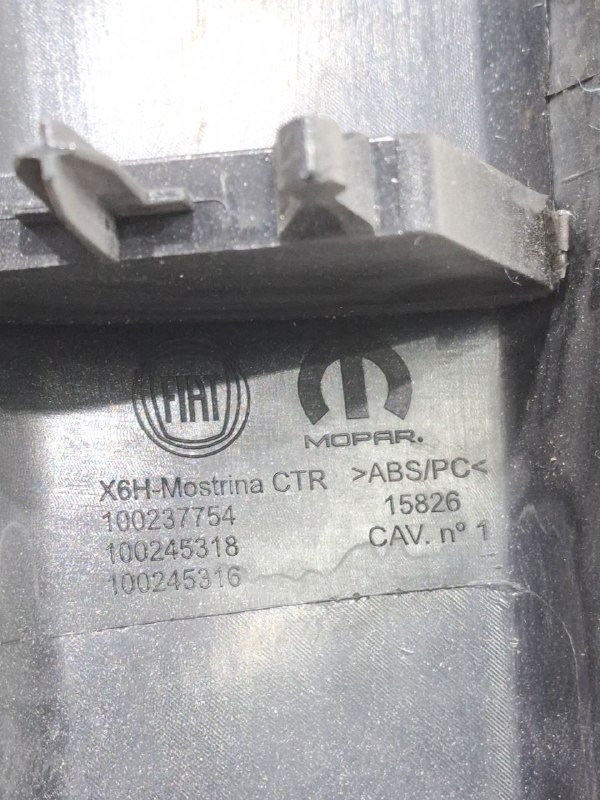 FIAT
MOPAR.
X6H-Mostrina CTR >ABS/PC<
100237754 15826
100245318 CAV. n° 1
100245316